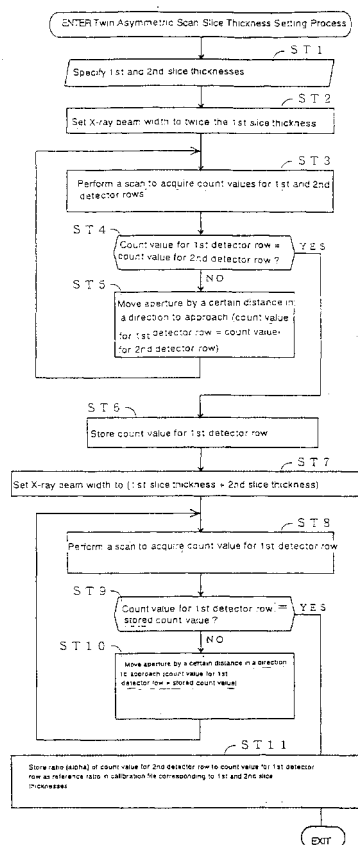 ENTER Twin Asymmetric Scan Slice Thickness Setting Process
ST1
Specify 1st and 2nd slice thicknesses
ST2
Set X-ray beam width to twice the 1st slice thickness
ST3
Perform a scan to acquire count values for 1st and 2nd
detector rows
ST4
Count value for 1st detector row =
count value for 2nd detector row ?
YES
NO
ST5
Move aperture by a certain distance in
a direction to approach (count value
for 1st detector row = count value
for 2nd detector row)
ST6
Store count value for 1st detector row
ST7
Set X-ray beam width to (1st slice thickness + 2nd slice thickness)
ST8
Perform a scan to acquire count value for 1st detector row
ST9
Count value for 1st detector row =
stored count value ?
YES
NO
ST10
Move aperture by a certain distance in a direction
to approach (count value for 1st
detector row = stored count value)
ST11
Store ratio (alpha) of count value for 2nd detector row to count value for 1st detector
row as reference ratio in calibration file corresponding to 1st and 2nd slice
thicknesses
EXIT